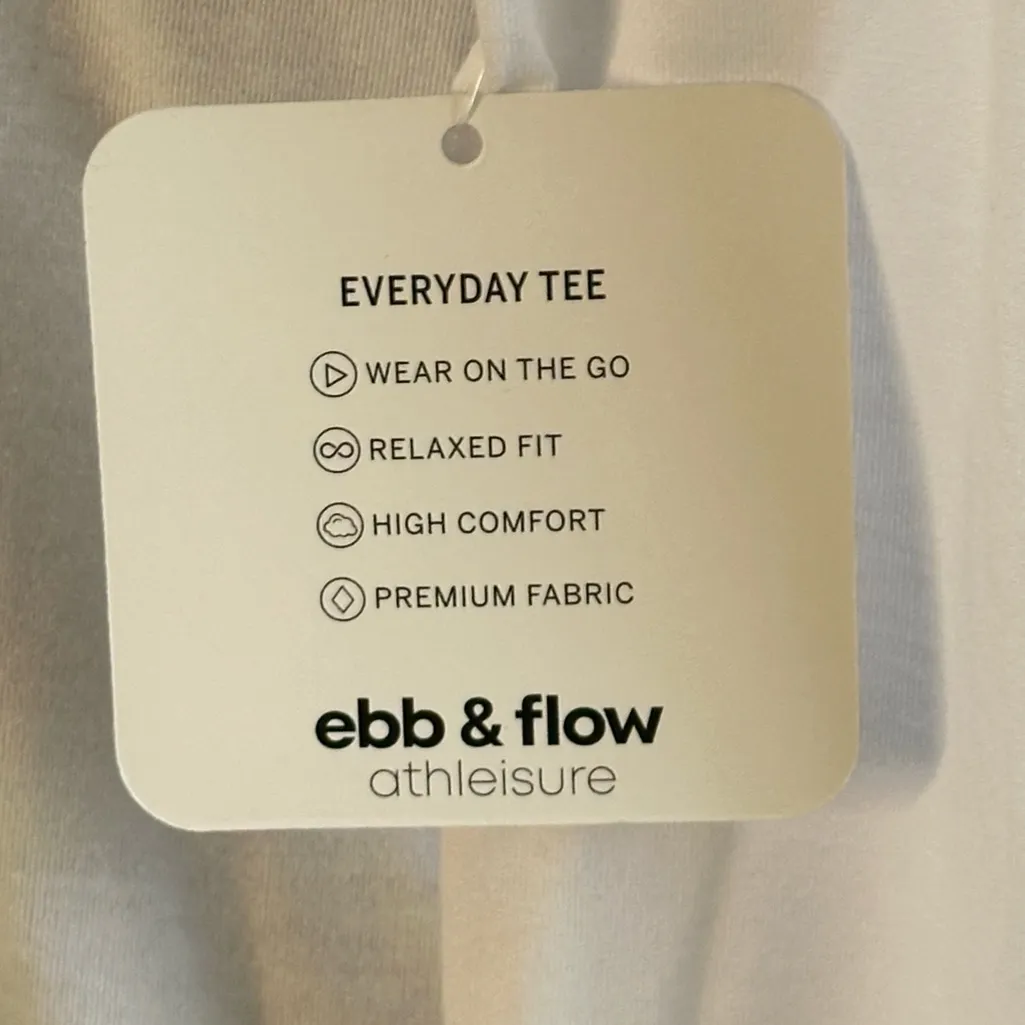 EVERYDAY TEE
WEAR ON THE GO
RELAXED FIT
HIGH COMFORT
PREMIUM FABRIC
ebb & flow
athleisure